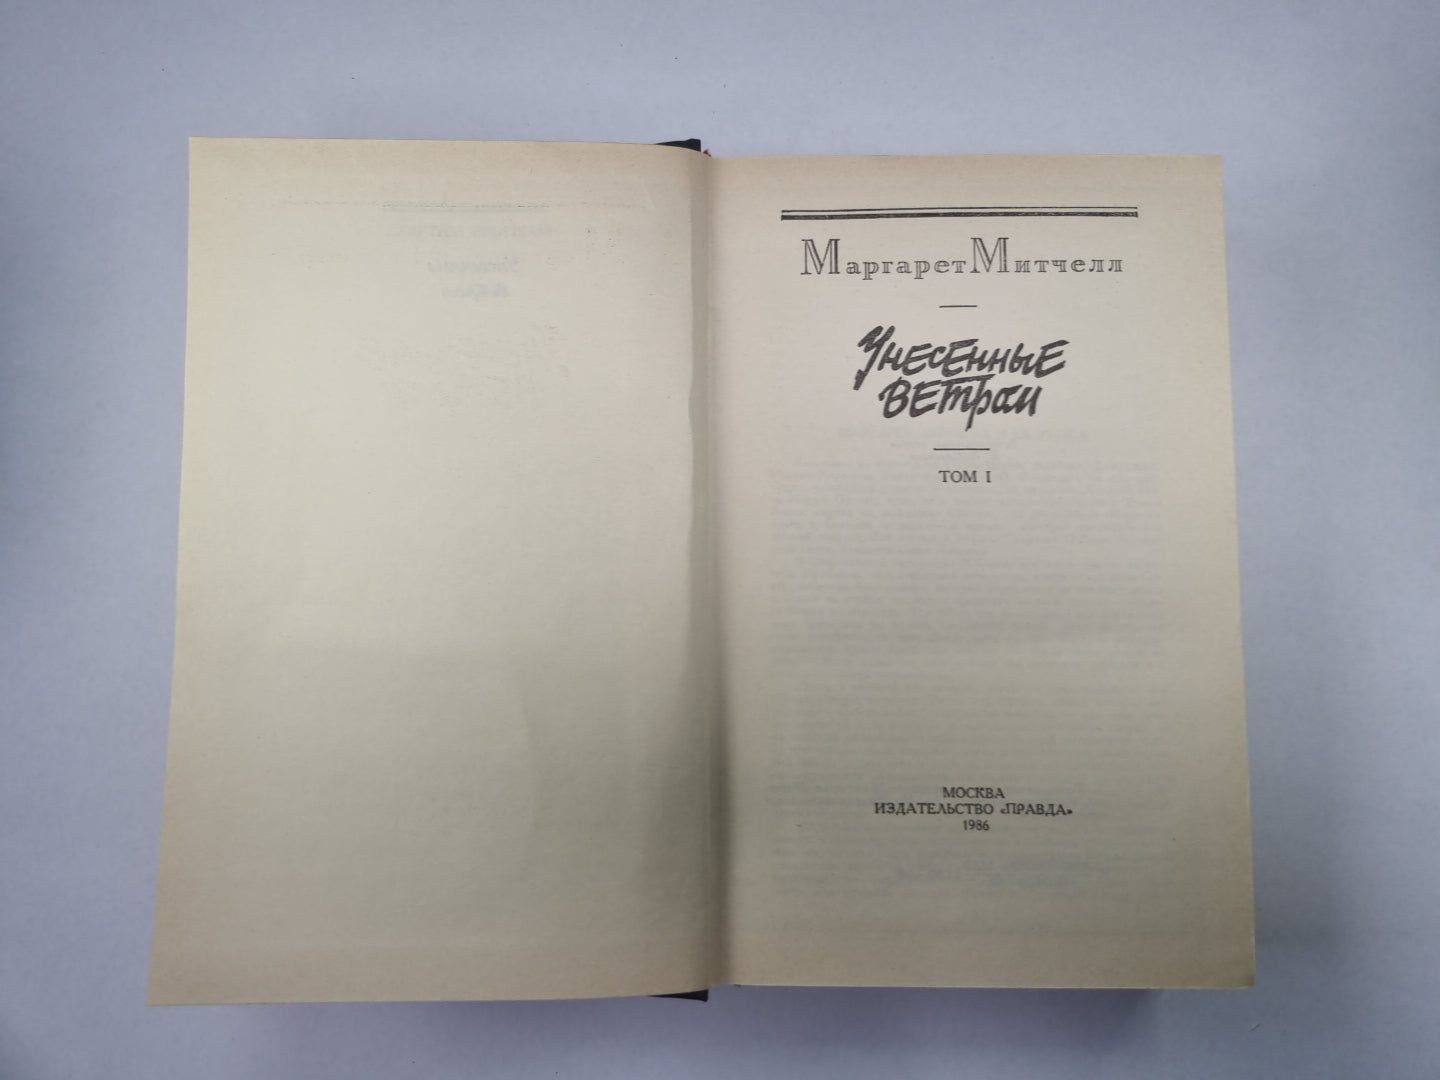 Маргарет Митчелл
Унесенные
ветром
ТОМ I
МОСКВА
ИЗДАТЕЛЬСТВО «ПРАВДА»
1986